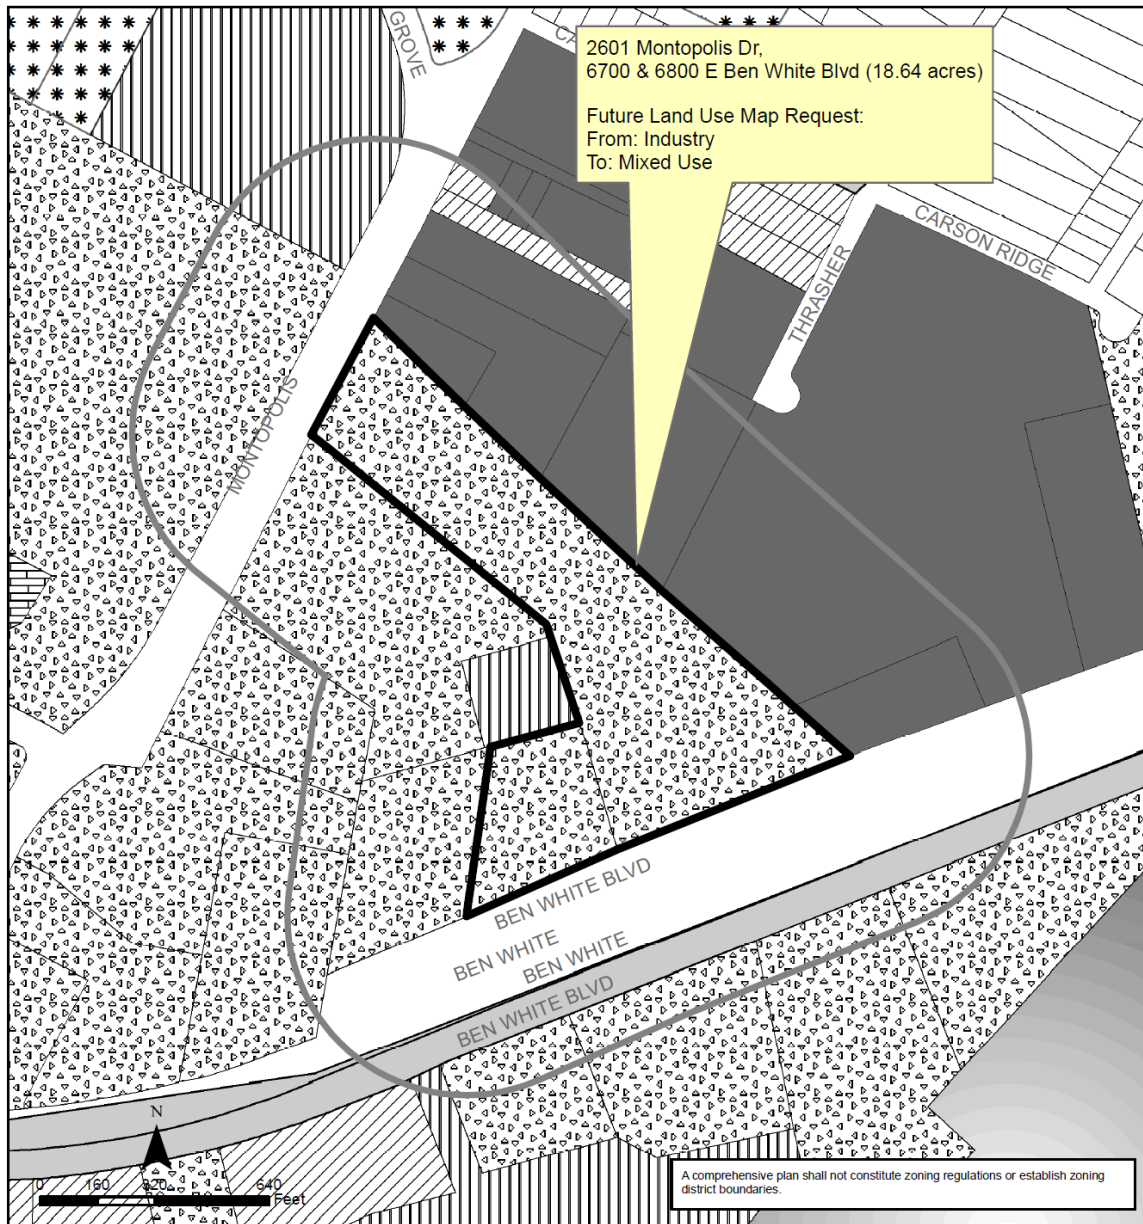 GROVE
2601 Montopolis Dr,
6700 & 6800 E Ben White Blvd (18.64 acres)
Future Land Use Map Request:
From: Industry
To: Mixed Use
CARSON RIDGE
THRASHER
MONTOPOLIS
BEN WHITE BLVD
BEN WHITE
BEN WHITE
BEN WHITE BLVD
N
0 160 320 640
Feet
A comprehensive plan shall not constitute zoning regulations or establish zoning
district boundaries.